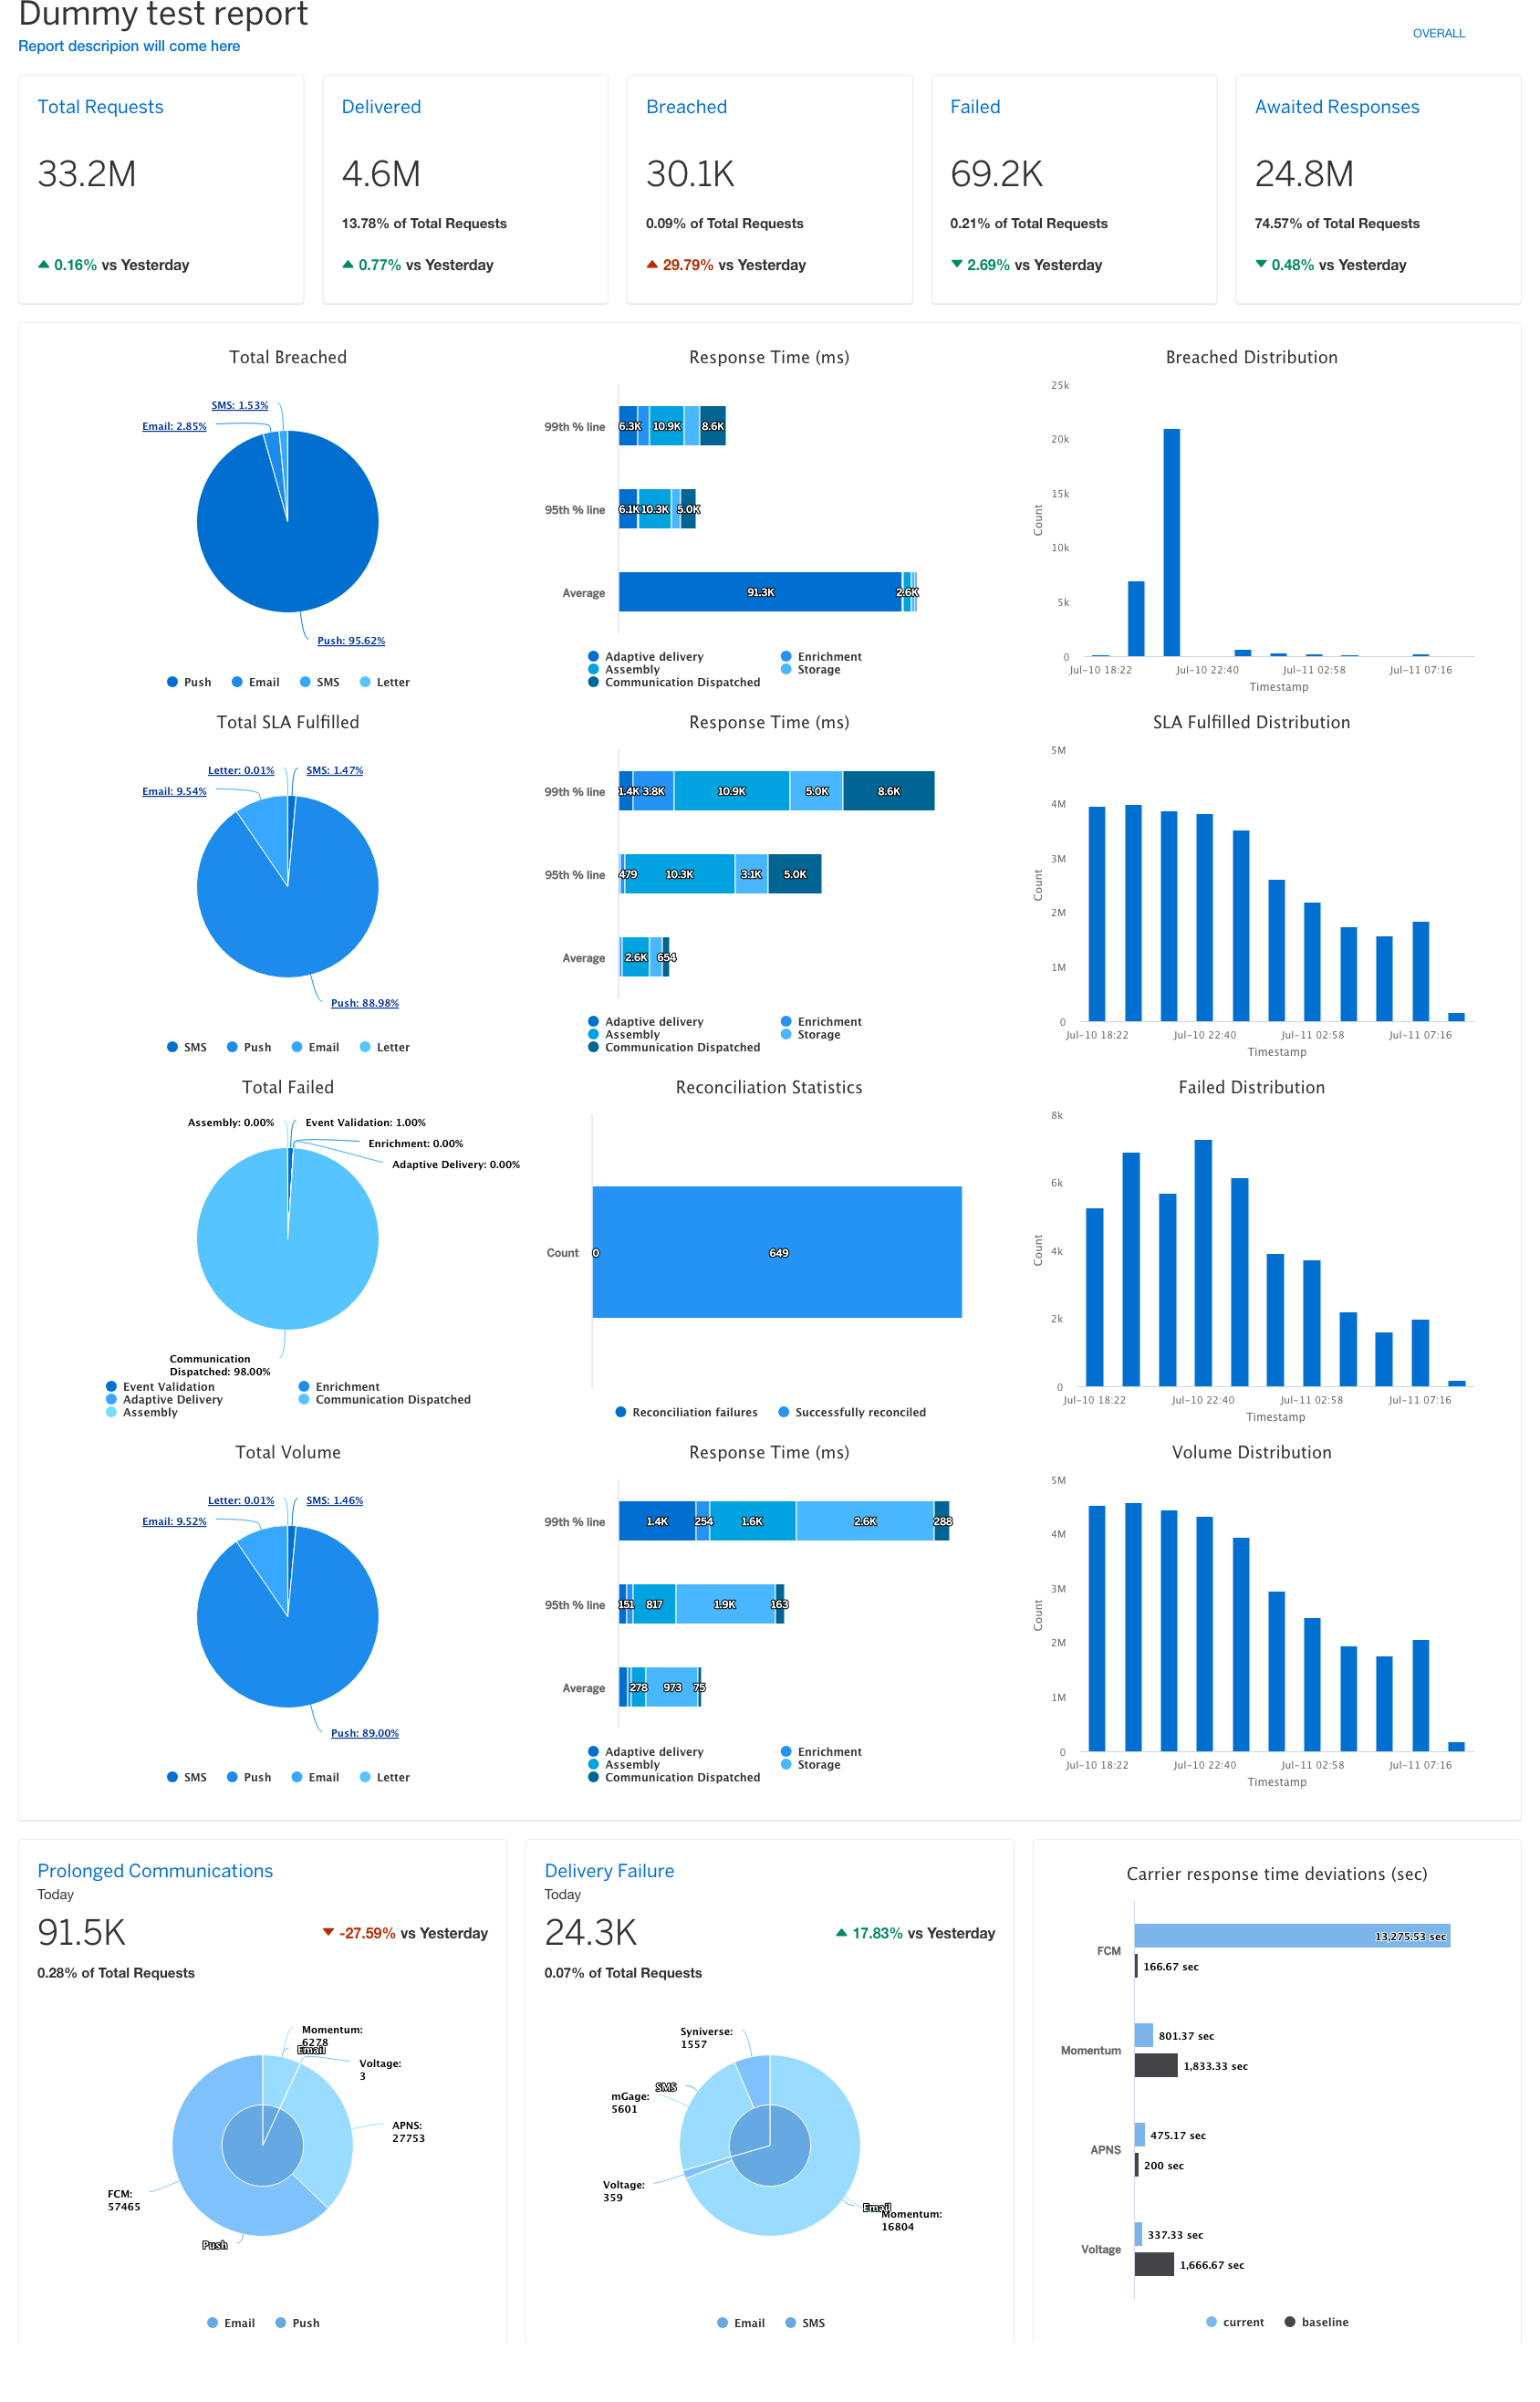 Dummy test report
Report descripion will come here
OVERALL
Total Requests
33.2M
0.16% vs Yesterday
Delivered
4.6M
13.78% of Total Requests
0.77% vs Yesterday
Breached
30.1K
0.09% of Total Requests
29.79% vs Yesterday
Failed
69.2K
0.21% of Total Requests
2.69% vs Yesterday
Awaited Responses
24.8M
74.57% of Total Requests
0.48% vs Yesterday
Total Breached
SMS: 1.53%
Email: 2.85%
Push: 95.62%
Push Email SMS Letter
Response Time (ms)
99th % line
6.3K 10.9K 8.6K
95th % line
6.1K 10.3K 5.0K
Average
91.3K 2.6K
Adaptive delivery Enrichment
Assembly Storage
Communication Dispatched
Breached Distribution
25k
20k
15k
10k
5k
0
Count
Jul-10 18:22 Jul-10 22:40 Jul-11 02:58 Jul-11 07:16
Timestamp
Total SLA Fulfilled
Letter: 0.01% SMS: 1.47%
Email: 9.54%
Push: 88.98%
SMS Push Email Letter
Response Time (ms)
99th % line
1.4K 3.8K 10.9K 5.0K 8.6K
95th % line
479 10.3K 3.1K 5.0K
Average
2.6K 654
Adaptive delivery Enrichment
Assembly Storage
Communication Dispatched
SLA Fulfilled Distribution
5M
4M
3M
2M
1M
0
Count
Jul-10 18:22 Jul-10 22:40 Jul-11 02:58 Jul-11 07:16
Timestamp
Total Failed
Assembly: 0.00% Event Validation: 1.00%
Enrichment: 0.00%
Adaptive Delivery: 0.00%
Communication
Dispatched: 98.00%
Event Validation Enrichment
Adaptive Delivery Communication Dispatched
Assembly
Reconciliation Statistics
Count
0 649
Reconciliation failures Successfully reconciled
Failed Distribution
8k
6k
4k
2k
0
Count
Jul-10 18:22 Jul-10 22:40 Jul-11 02:58 Jul-11 07:16
Timestamp
Total Volume
Letter: 0.01% SMS: 1.46%
Email: 9.52%
Push: 89.00%
SMS Push Email Letter
Response Time (ms)
99th % line
1.4K 254 1.6K 2.6K 288
95th % line
151 817 1.9K 163
Average
278 973 75
Adaptive delivery Enrichment
Assembly Storage
Communication Dispatched
Volume Distribution
5M
4M
3M
2M
1M
0
Count
Jul-10 18:22 Jul-10 22:40 Jul-11 02:58 Jul-11 07:16
Timestamp
Prolonged Communications
Today
91.5K
-27.59% vs Yesterday
0.28% of Total Requests
Momentum:
6278
Email
Voltage:
3
APNS:
27753
FCM:
57465
Push
Email Push
Delivery Failure
Today
24.3K
17.83% vs Yesterday
0.07% of Total Requests
Syniverse:
1557
SMS
mGage:
5601
Voltage:
359
Email
Momentum:
16804
Email SMS
Carrier response time deviations (sec)
FCM
13,275.53 sec
166.67 sec
Momentum
801.37 sec
1,833.33 sec
APNS
475.17 sec
200 sec
Voltage
337.33 sec
1,666.67 sec
current baseline